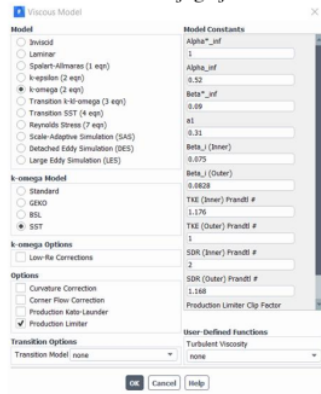 Viscous Model
Model
Inviscid
Laminar
Spalart-Allmaras (1 eqn)
k-epsilon (2 eqn)
k-omega (2 eqn)
Transition k-kl-omega (3 eqn)
Transition SST (4 eqn)
Reynolds Stress (7 eqn)
Scale-Adaptive Simulation (SAS)
Detached Eddy Simulation (DES)
Large Eddy Simulation (LES)
k-omega Model
Standard
GEKO
BSL
SST
k-omega Options
Low-Re Corrections
Options
Curvature Correction
Corner Flow Correction
Production Kato-Launder
Production Limiter
Transition Options
Transition Model none
Model Constants
Alpha*_inf
1
Alpha_inf
0.52
Beta*_inf
0.09
a1
0.31
Beta_i (Inner)
0.075
Beta_i (Outer)
0.0828
TKE (Inner) Prandtl #
1.176
TKE (Outer) Prandtl #
1
SDR (Inner) Prandtl #
2
SDR (Outer) Prandtl #
1.168
Production Limiter Clip Factor
User-Defined Functions
Turbulent Viscosity
none
OK Cancel Help